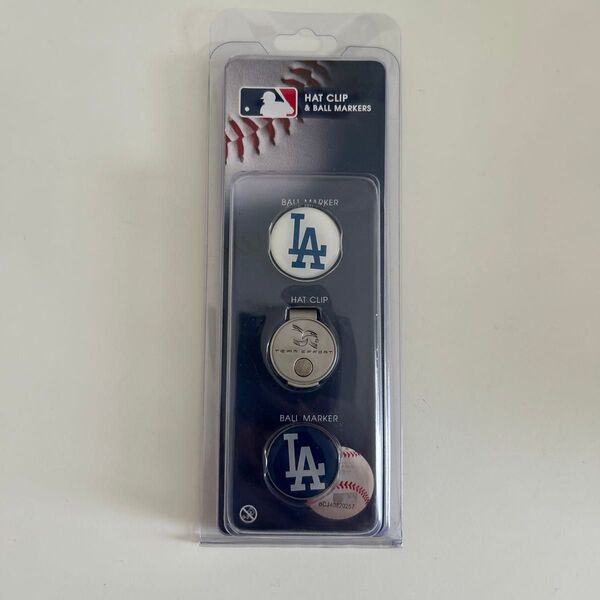 HAT CLIP
& BALL MARKERS
BALL MARKER
LA
HAT CLIP
TEAM EFFORT
BALL MARKER
LA